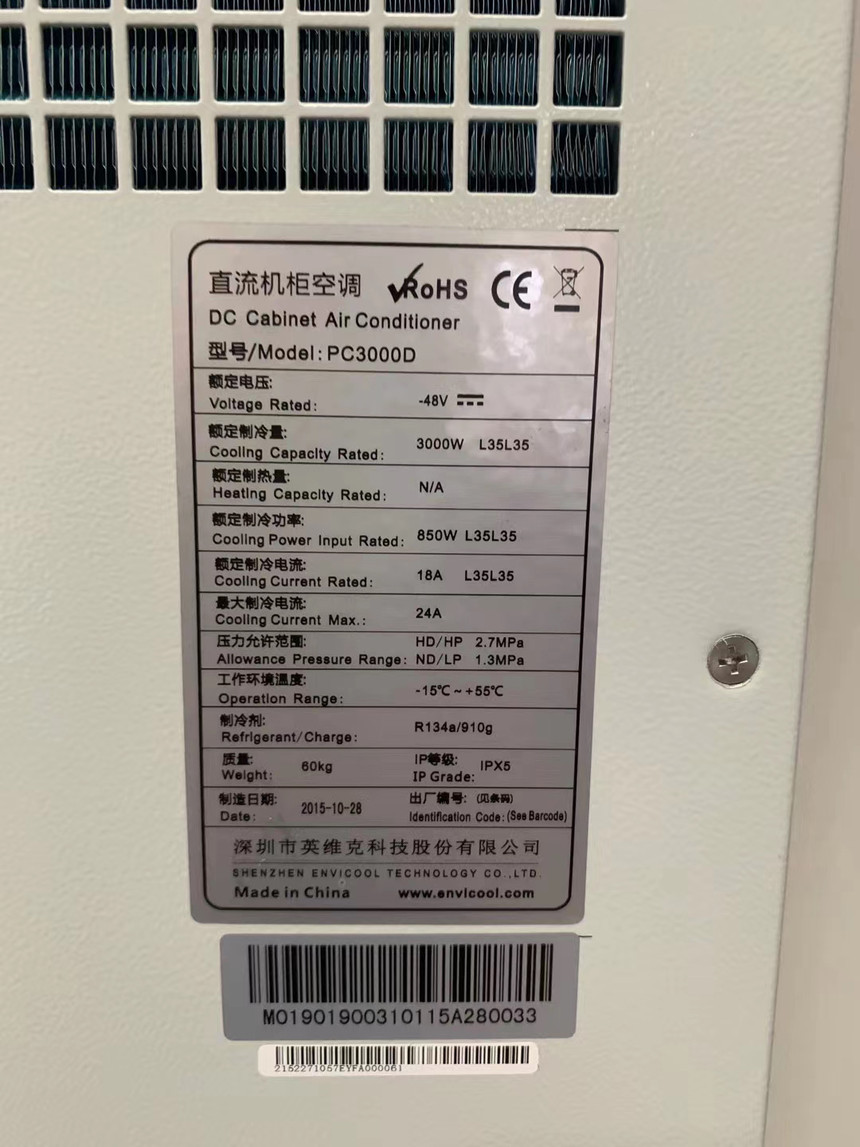 直流机柜空调 RoHS CE
DC Cabinet Air Conditioner
型号/Model: PC3000D
额定电压:
Voltage Rated: -48V
额定制冷量:
Cooling Capacity Rated: 3000W L35L35
额定制热量:
Heating Capacity Rated: N/A
额定制冷功率:
Cooling Power Input Rated: 850W L35L35
额定制冷电流:
Cooling Current Rated: 18A L35L35
最大制冷电流:
Cooling Current Max.: 24A
压力允许范围: HD/HP 2.7MPa
Allowance Pressure Range: ND/LP 1.3MPa
工作环境温度:
Operation Range: -15℃~+55℃
制冷剂:
Refrigerant/Charge: R134a/910g
质量: IP等级:
Weight: 60kg IP Grade: IPX5
制造日期: 出厂编号: (见条码)
Date: 2015-10-28 Identification Code: (See Barcode)
深圳市英维克科技股份有限公司
SHENZHEN ENVICOOL TECHNOLOGY CO.,LTD.
Made in China www.envicool.com
M01901900310115A280033
2152271057EYFA000061